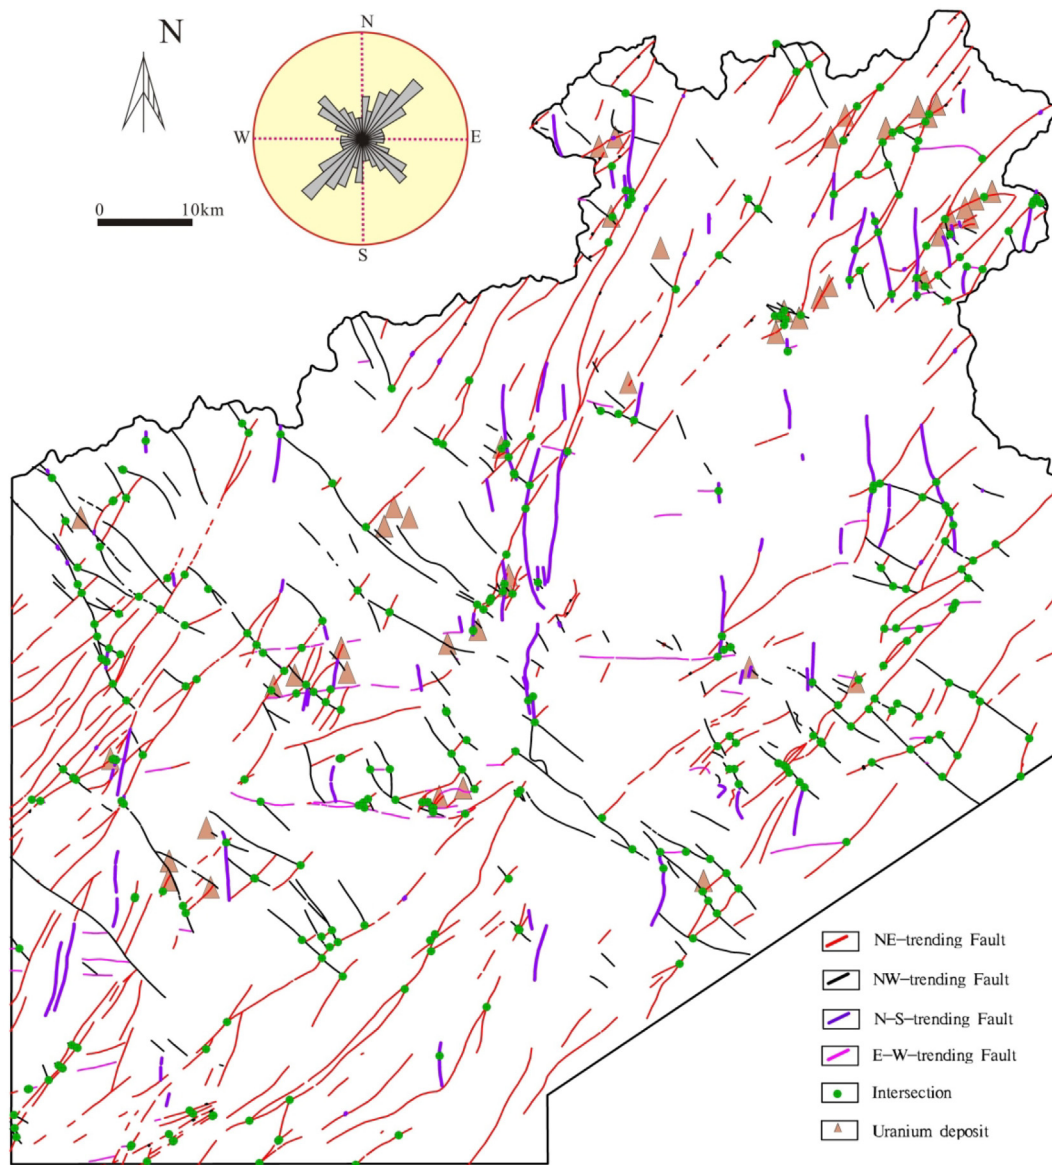 N
N
W
E
S
0 10km
NE-trending Fault
NW-trending Fault
N-S-trending Fault
E-W-trending Fault
Intersection
Uranium deposit